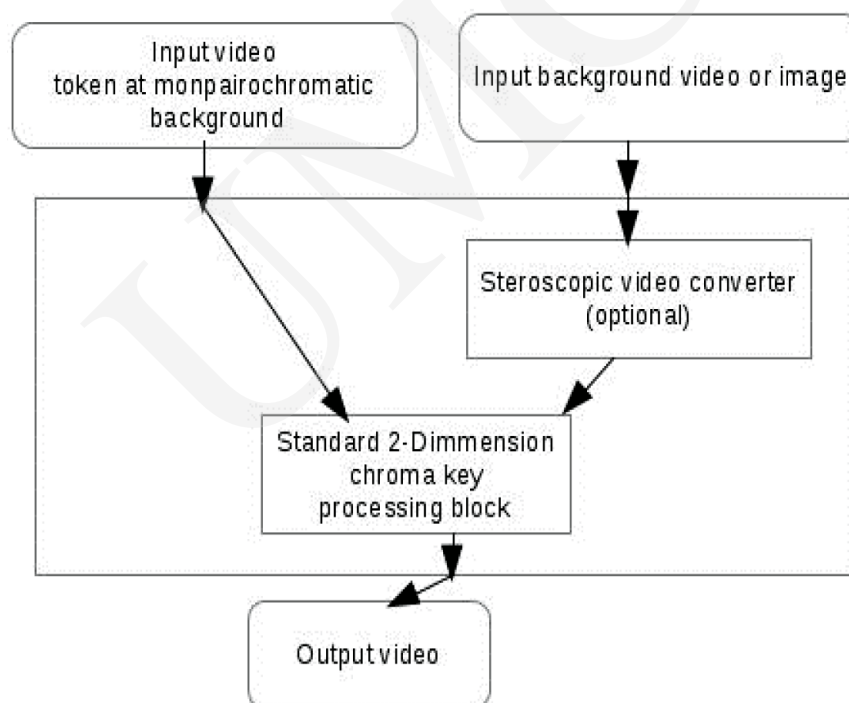 Input video
token at monpairochromatic
background
Input background video or image
Steroscopic video converter
(optional)
Standard 2-Dimmension
chroma key
processing block
Output video
UMC